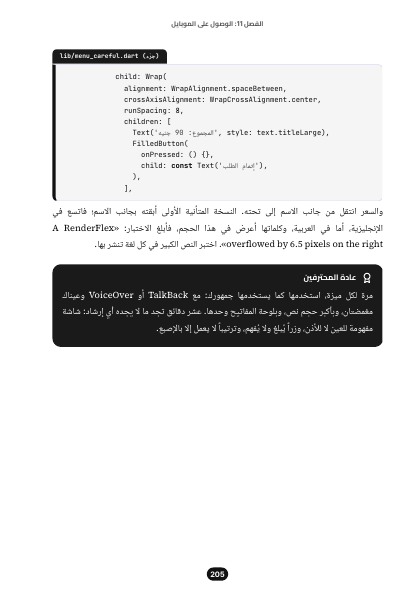 الفصل 11: الوصول على الموبايل
lib/menu_careful.dart (جزء)
child: Wrap(
alignment: WrapAlignment.spaceBetween,
crossAxisAlignment: WrapCrossAlignment.center,
runSpacing: 8,
children: [
Text('المجموع: 98 جنيه', style: text.titleLarge),
FilledButton(
onPressed: () {},
child: const Text('إتمام الطلب'),
),
],
والسعر انتقل من جانب الاسم إلى تحته. النسخة المتأنية الأولى أبقته بجانب الاسم؛ فاتسع في
الإنجليزية، أما في العربية، وكلماتها أعرض في هذا الحجم، فأبلغ الاختبار: «A RenderFlex
overflowed by 6.5 pixels on the right». اختبر النص الكبير في كل لغة تنشر بها.
عادة المحترفين
مرة لكل ميزة، استخدمها كما يستخدمها جمهورك: مع TalkBack أو VoiceOver وعيناك
مغمضتان، وبأكبر حجم نص، وبلوحة المفاتيح وحدها. عشر دقائق تجد ما لا يجده أي إرشاد: شاشة
مفهومة للعين لا للأذن، وزراً يُبلغ ولا يُفهم، وترتيباً لا يعمل إلا بالإصبع.
205